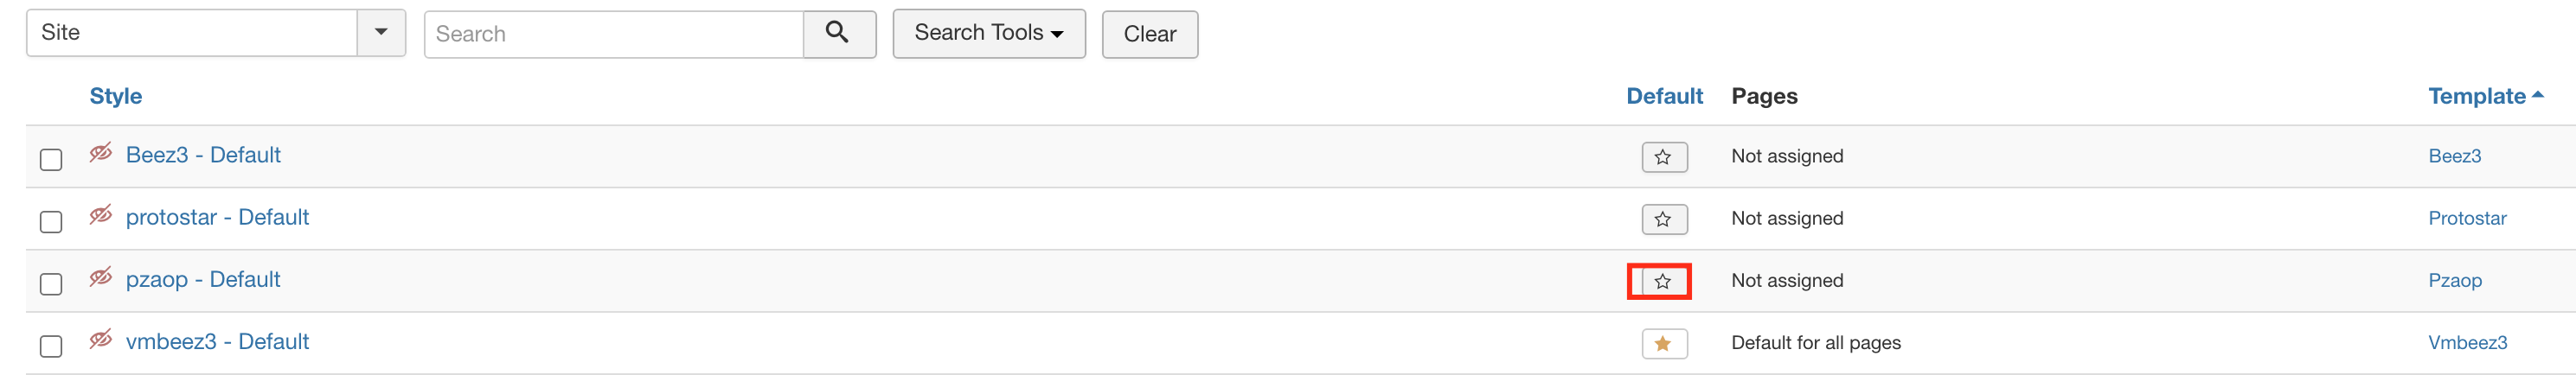 Site Search Search Tools Clear
Style Default Pages Template
Beez3 - Default Not assigned Beez3
protostar - Default Not assigned Protostar
pzaop - Default Not assigned Pzaop
vmbeez3 - Default Default for all pages Vmbeez3